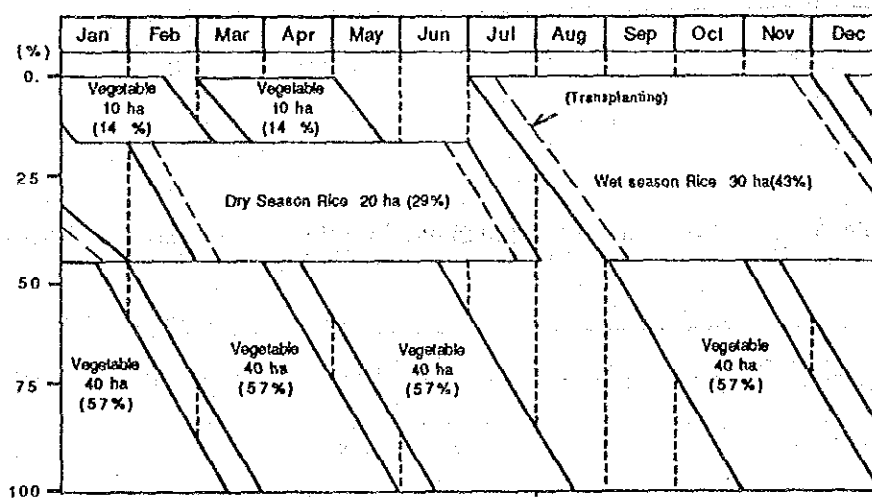 Jan Feb Mar Apr May Jun Jul Aug Sep Oct Nov Dec
(%)
0.
25
50
75
100
Vegetable
10 ha
(14 %)
Vegetable
10 ha
(14 %)
(Transplanting)
Dry Season Rice 20 ha (29%)
Wet season Rice 30 ha(43%)
Vegetable
40 ha
(57%)
Vegetable
40 ha
(57%)
Vegetable
40 ha
(57%)
Vegetable
40 ha
(57%)